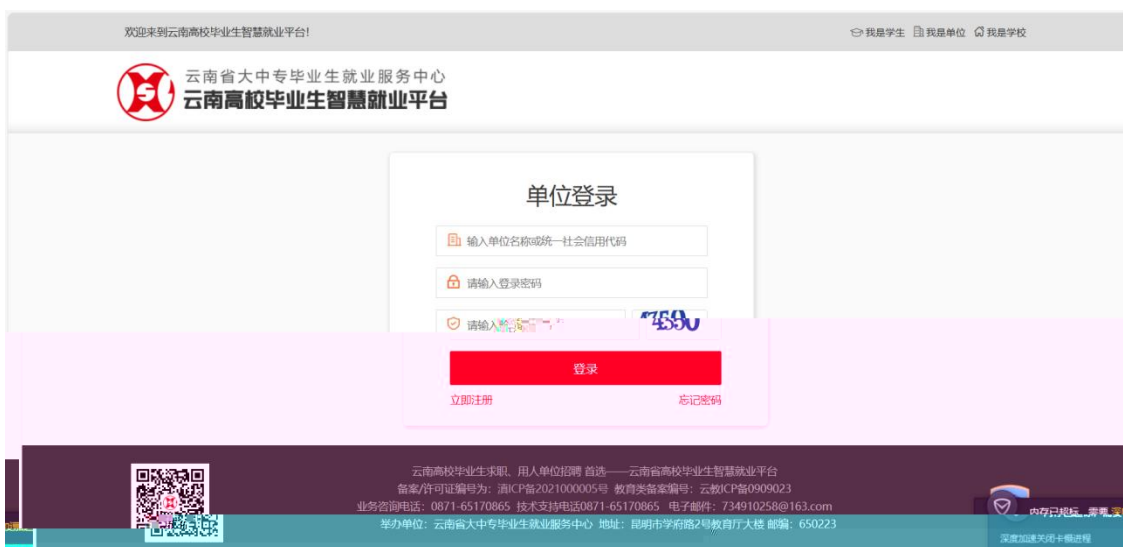 欢迎来到云南高校毕业生智慧就业平台!
我是学生 我是单位 我是学校
云南省大中专毕业生就业服务中心
云南高校毕业生智慧就业平台
单位登录
输入单位名称或统一社会信用代码
请输入登录密码
请输入
登录
立即注册 忘记密码
云南高校毕业生求职、用人单位招聘 首选——云南省高校毕业生智慧就业平台
备案/许可证编号为：滇ICP备2021000005号 教育类备案编号：云教ICP备0909023
业务咨询电话：0871-65170865 技术支持电话0871-65170865 电子邮件：734910258@163.com
举办单位：云南省大中专毕业生就业服务中心 地址：昆明市学府路2号教育厅大楼 邮编：650223
内存已超标，需要
深度加速关闭卡慢进程